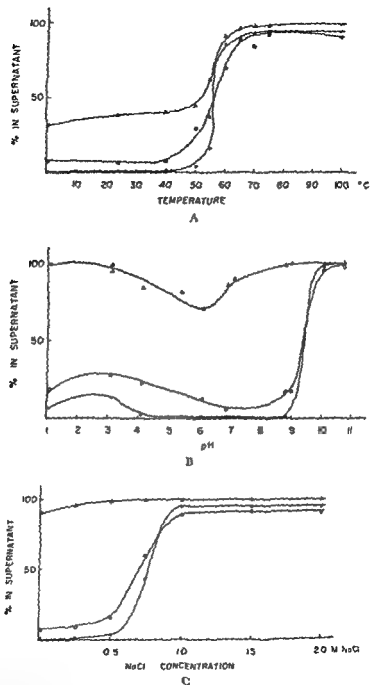 100
50
% IN SUPERNATANT
10 20 30 40 50 60 70 80 90 100 °C
TEMPERATURE
A
100
50
% IN SUPERNATANT
1 2 3 4 5 6 7 8 9 10 11
pH
B
100
50
% IN SUPERNATANT
0.5 1.0 1.5 2.0 M NaCl
NaCl CONCENTRATION
C